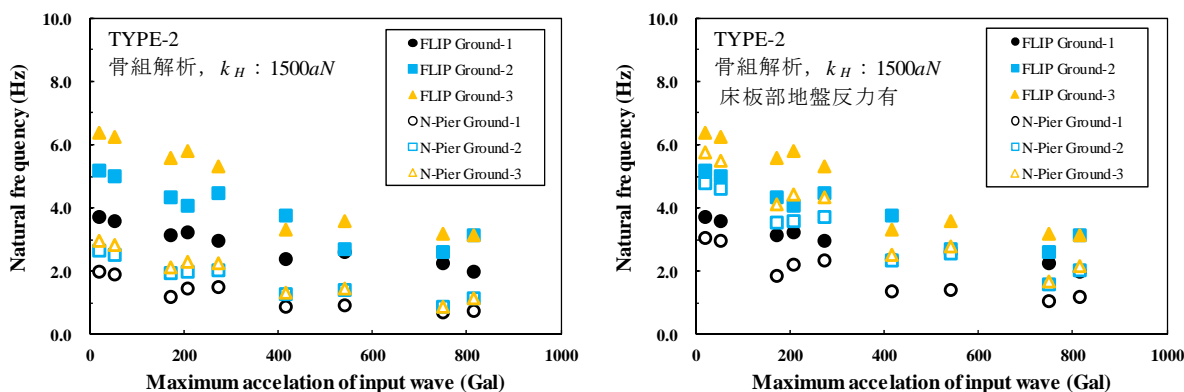 10.0
8.0
6.0
4.0
2.0
0.0
Natural frequency (Hz)
TYPE-2
骨組解析，k H：1500aN
FLIP Ground-1
FLIP Ground-2
FLIP Ground-3
N-Pier Ground-1
N-Pier Ground-2
N-Pier Ground-3
0 200 400 600 800 1000
Maximum accelation of input wave (Gal)
10.0
8.0
6.0
4.0
2.0
0.0
Natural frequency (Hz)
TYPE-2
骨組解析，k H：1500aN
床板部地盤反力有
FLIP Ground-1
FLIP Ground-2
FLIP Ground-3
N-Pier Ground-1
N-Pier Ground-2
N-Pier Ground-3
0 200 400 600 800 1000
Maximum accelation of input wave (Gal)